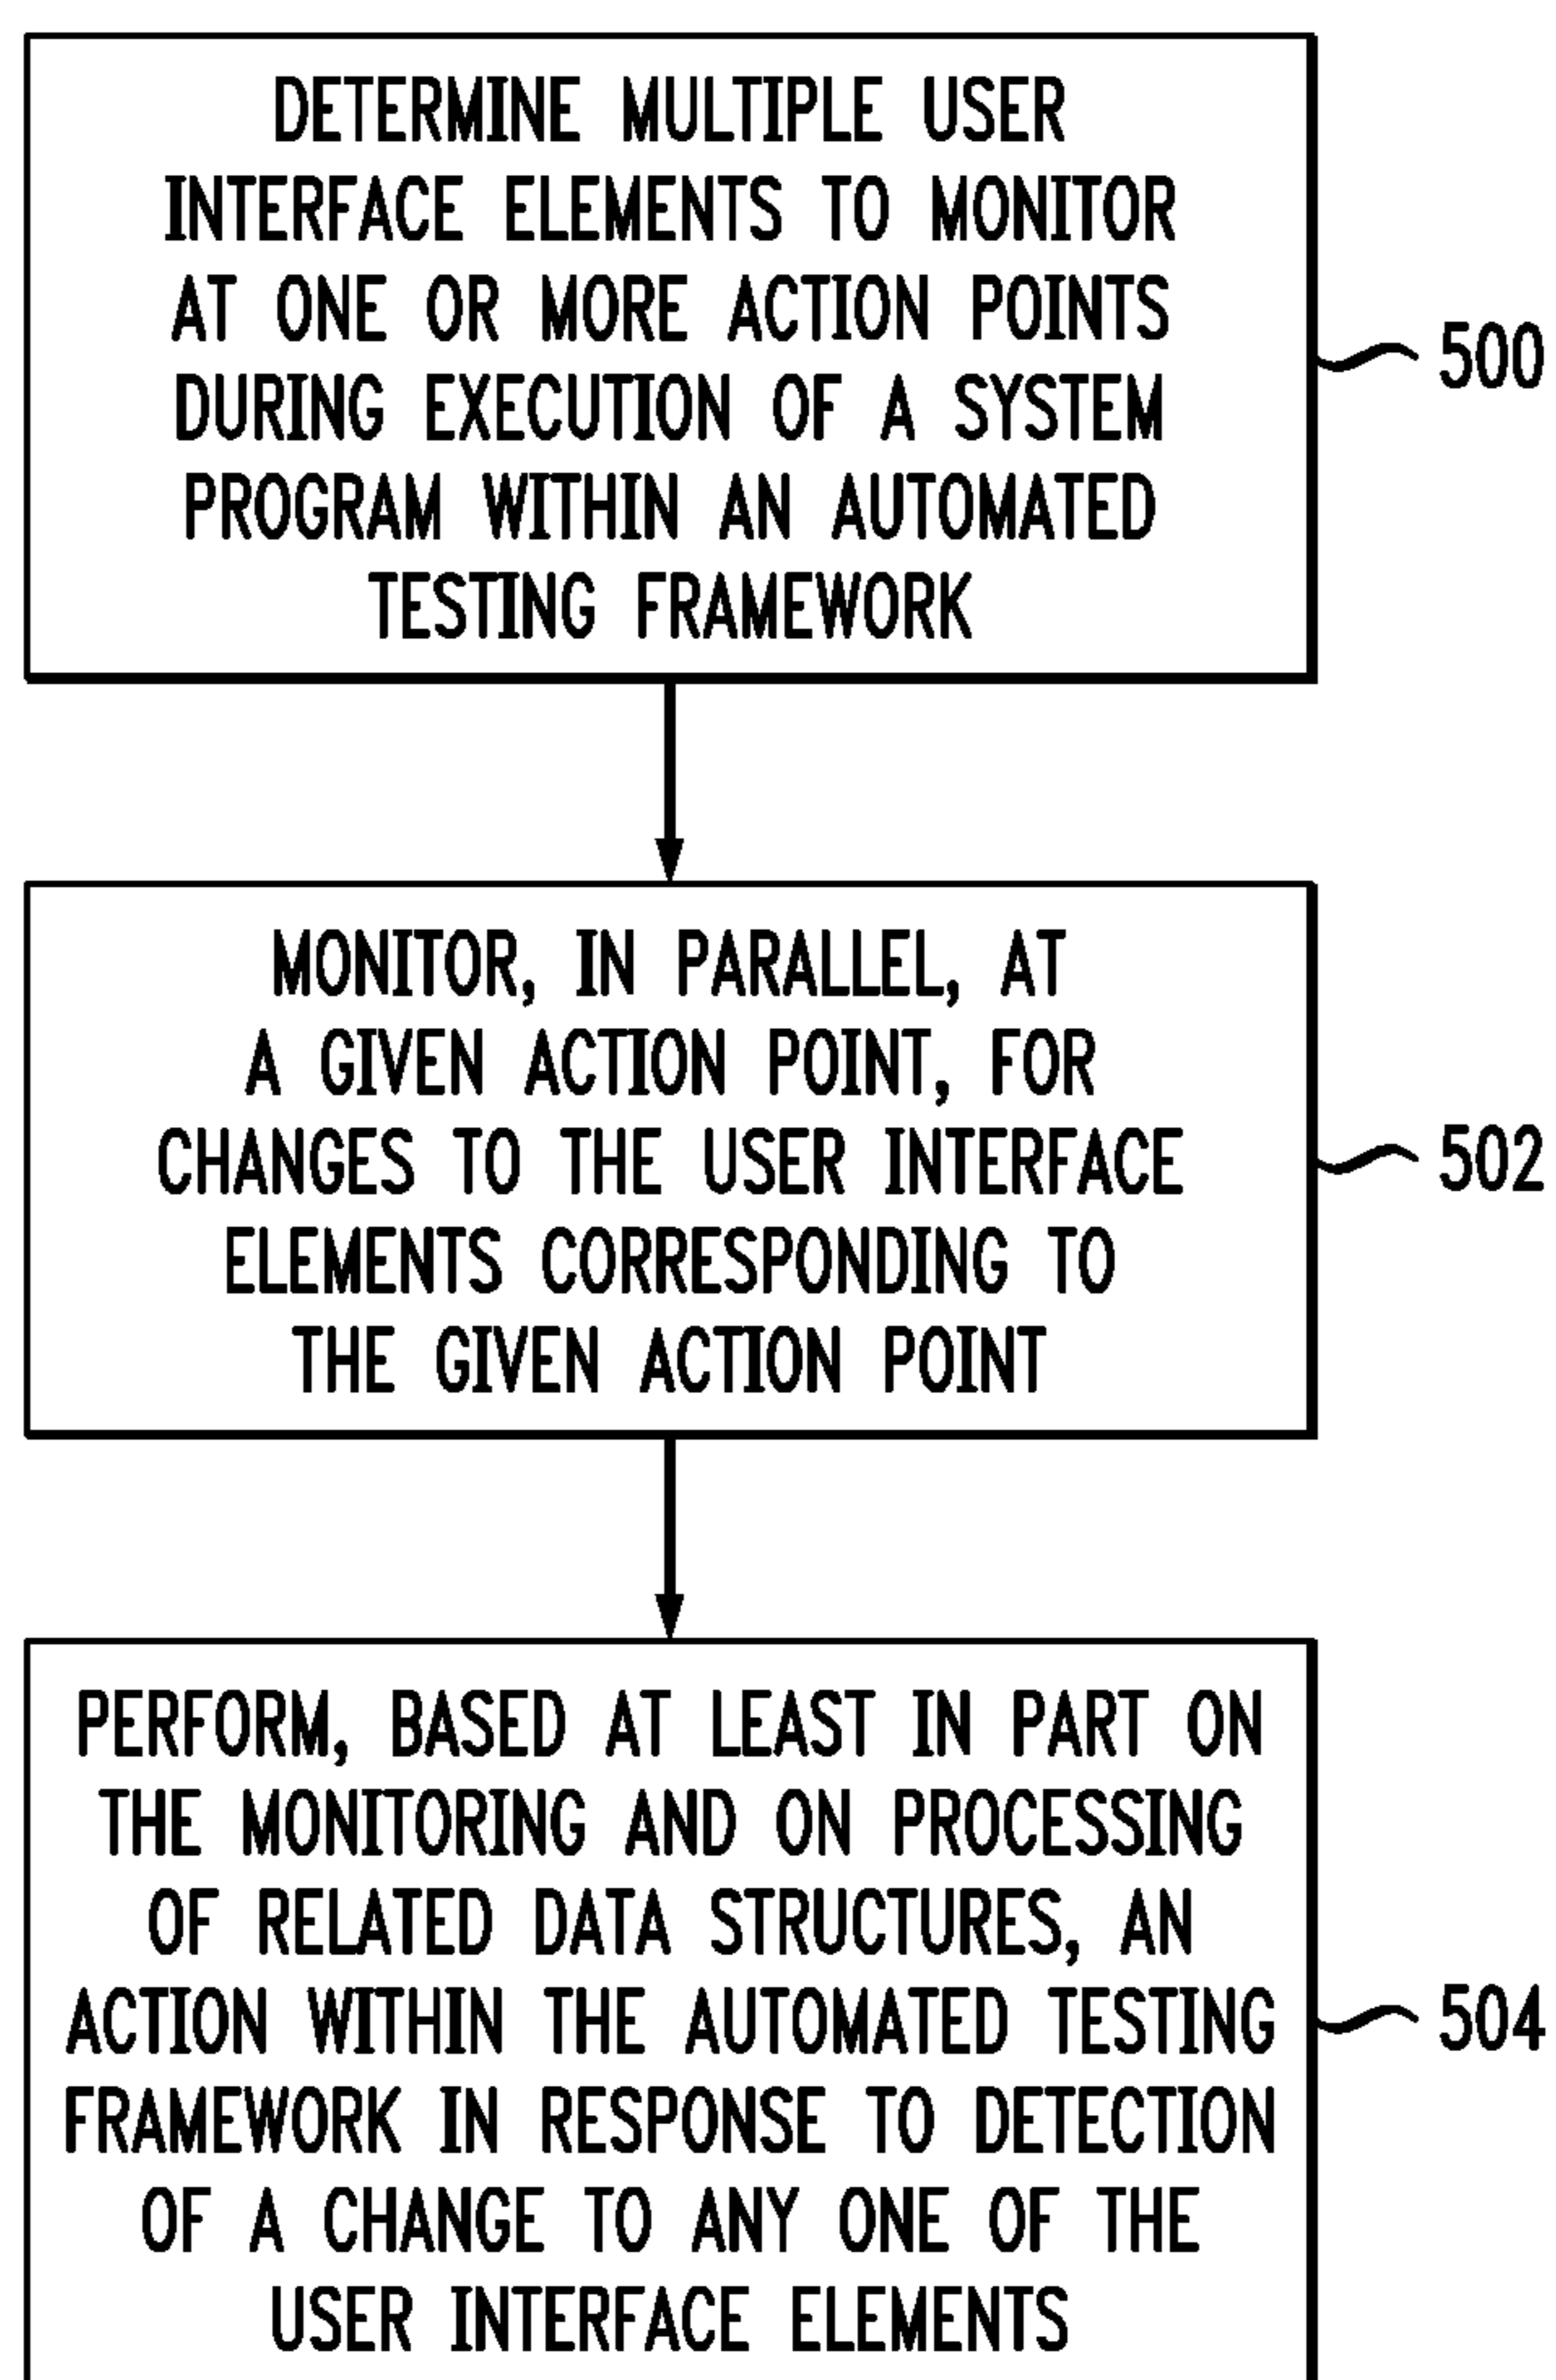 DETERMINE MULTIPLE USER
INTERFACE ELEMENTS TO MONITOR
AT ONE OR MORE ACTION POINTS
DURING EXECUTION OF A SYSTEM
PROGRAM WITHIN AN AUTOMATED
TESTING FRAMEWORK
500
MONITOR, IN PARALLEL, AT
A GIVEN ACTION POINT, FOR
CHANGES TO THE USER INTERFACE
ELEMENTS CORRESPONDING TO
THE GIVEN ACTION POINT
502
PERFORM, BASED AT LEAST IN PART ON
THE MONITORING AND ON PROCESSING
OF RELATED DATA STRUCTURES, AN
ACTION WITHIN THE AUTOMATED TESTING
FRAMEWORK IN RESPONSE TO DETECTION
OF A CHANGE TO ANY ONE OF THE
USER INTERFACE ELEMENTS
504